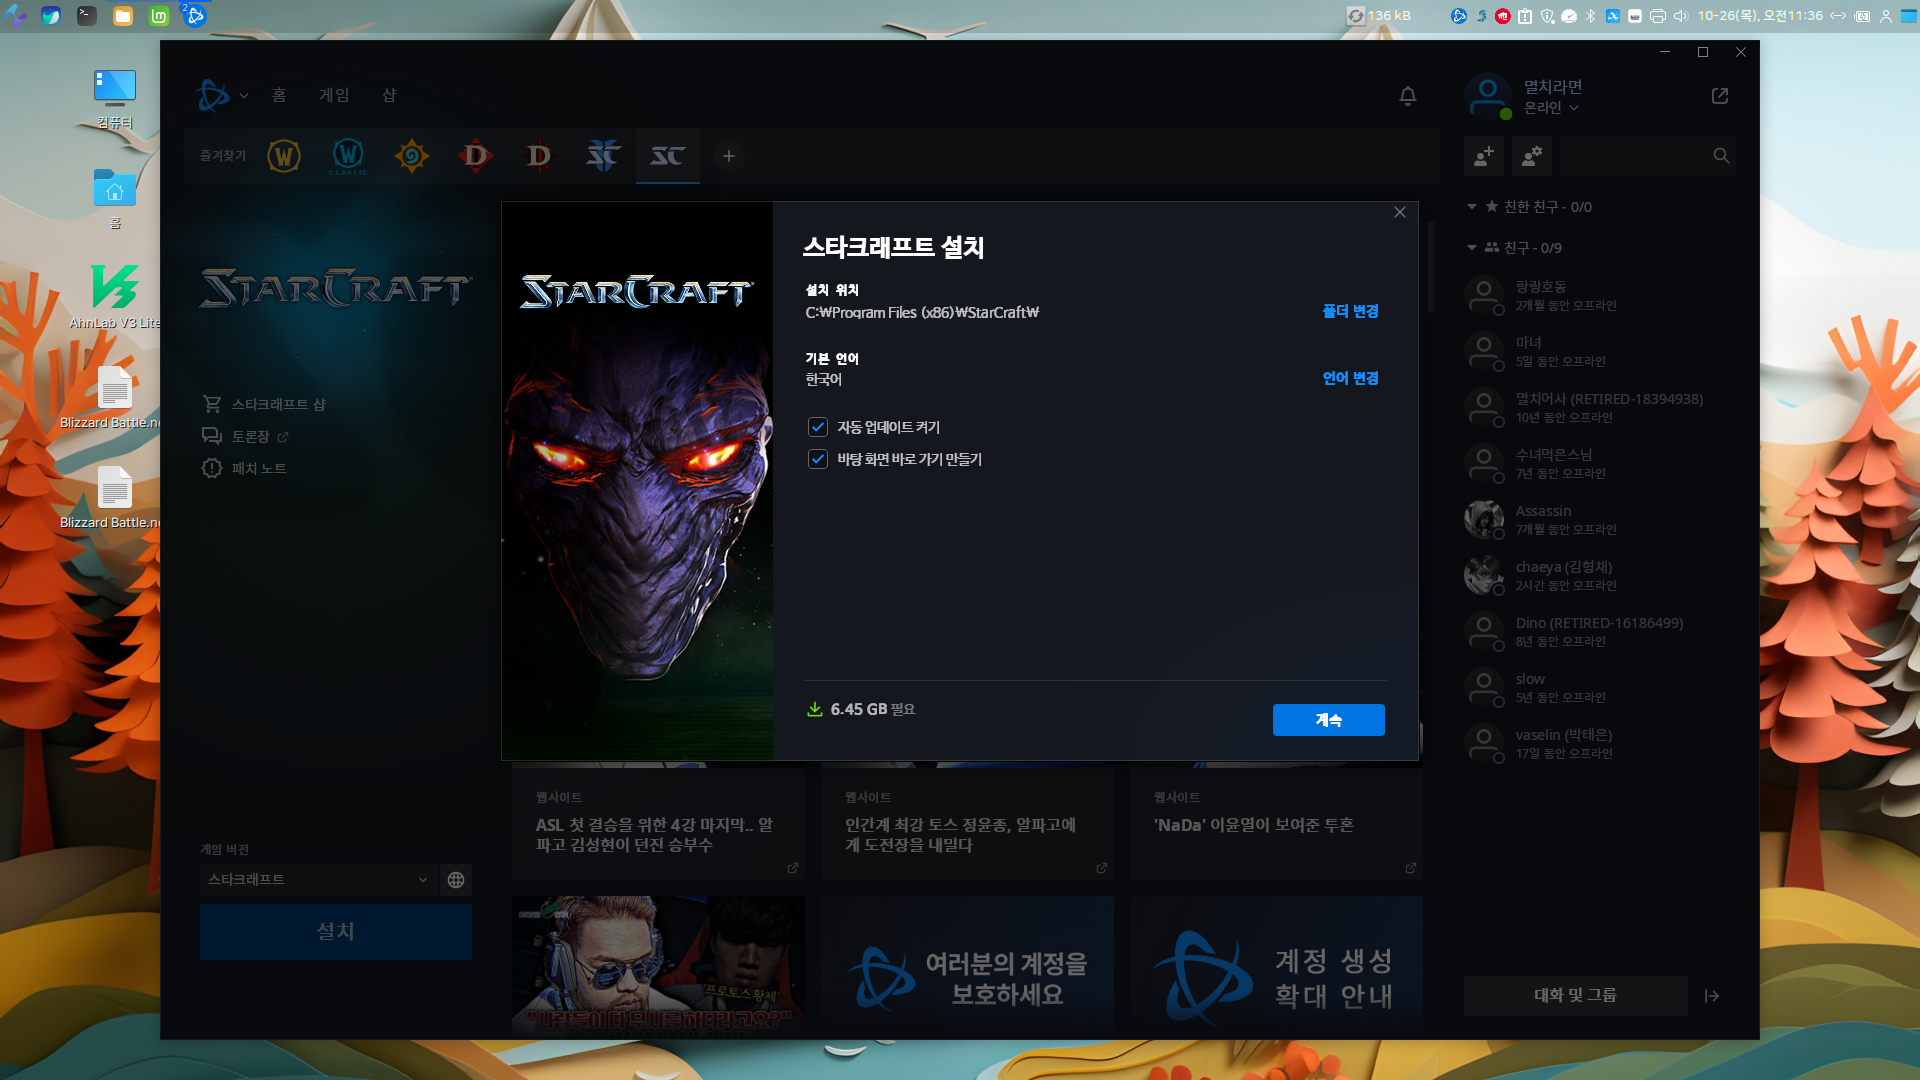 2
136 kB
10-26(목), 오전11:36
컴퓨터
홈
AhnLab V3 Lite
Blizzard Battle.ne
Blizzard Battle.ne
홈
게임
샵
즐겨찾기
CLASSIC
멸치라면
온라인
STARCRAFT
스타크래프트 샵
토론장
패치 노트
STARCRAFT
스타크래프트 설치
설치 위치
C:₩Program Files (x86)₩StarCraft₩
폴더 변경
기본 언어
한국어
언어 변경
자동 업데이트 켜기
바탕 화면 바로 가기 만들기
6.45 GB 필요
계속
친한 친구 - 0/0
친구 - 0/9
랑랑호동
2개월 동안 오프라인
마녀
5일 동안 오프라인
멸치어사 (RETIRED-18394938)
10년 동안 오프라인
수녀먹은스님
7년 동안 오프라인
Assassin
7개월 동안 오프라인
chaeya (김형채)
2시간 동안 오프라인
Dino (RETIRED-16186499)
8년 동안 오프라인
slow
5년 동안 오프라인
vaselin (박태은)
17일 동안 오프라인
웹사이트
ASL 첫 결승을 위한 4강 마지막.. 알
파고 김성현이 던진 승부수
웹사이트
인간계 최강 토스 정윤종, 알파고에
게 도전장을 내밀다
웹사이트
'NaDa' 이윤열이 보여준 투혼
게임 버전
스타크래프트
설치
'프로토스 황제'
"사람들이 다 무시를 하더라고요?"
여러분의 계정을
보호하세요
계정 생성
확대 안내
대화 및 그룹